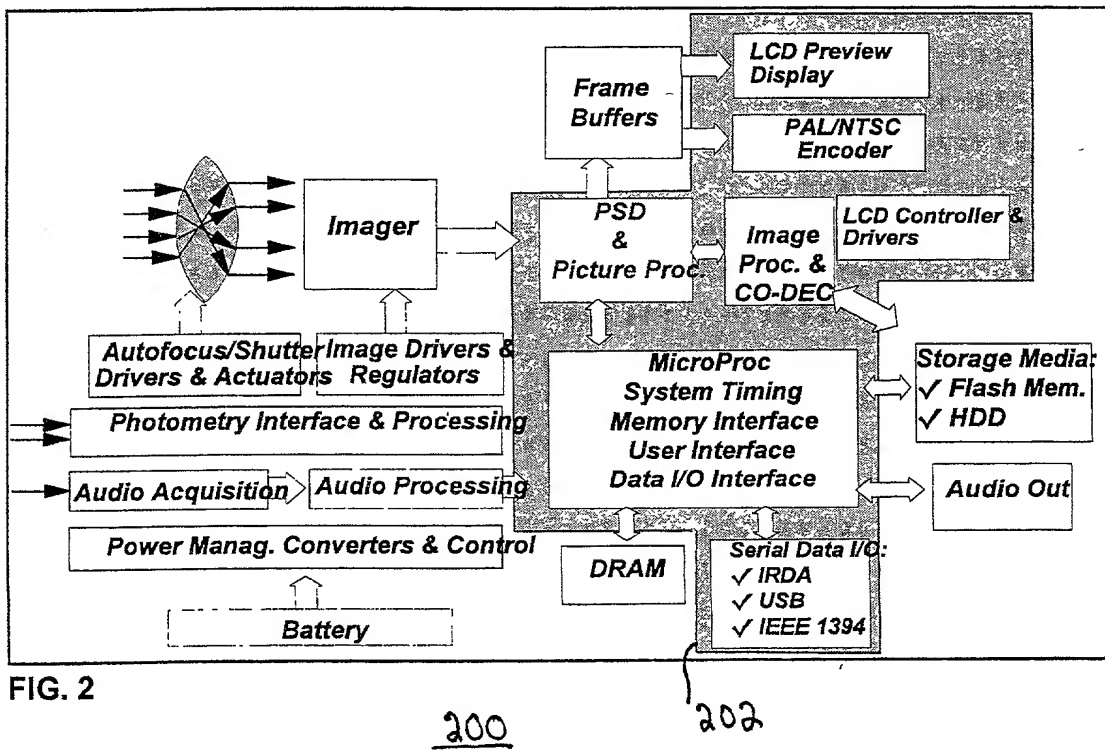 LCD Preview
Display
Frame
Buffers
PAL/NTSC
Encoder
Imager
PSD
&
Picture Proc.
Image
Proc. &
CO-DEC
LCD Controller &
Drivers
Autofocus/Shutter
Drivers & Actuators
Image Drivers &
Regulators
MicroProc
System Timing
Memory Interface
User Interface
Data I/O Interface
Storage Media:
✓ Flash Mem.
✓ HDD
Photometry Interface & Processing
Audio Acquisition
Audio Processing
Audio Out
Power Manag. Converters & Control
DRAM
Serial Data I/O:
✓ IRDA
✓ USB
✓ IEEE 1394
Battery
FIG. 2
200
202